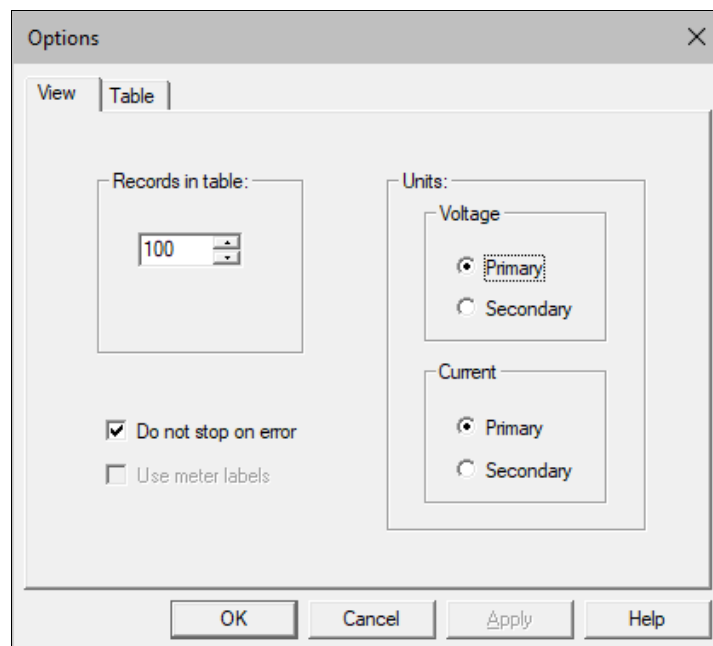 Options
View
Table
Records in table:
100
Do not stop on error
Use meter labels
Units:
Voltage
Primary
Secondary
Current
Primary
Secondary
OK
Cancel
Apply
Help